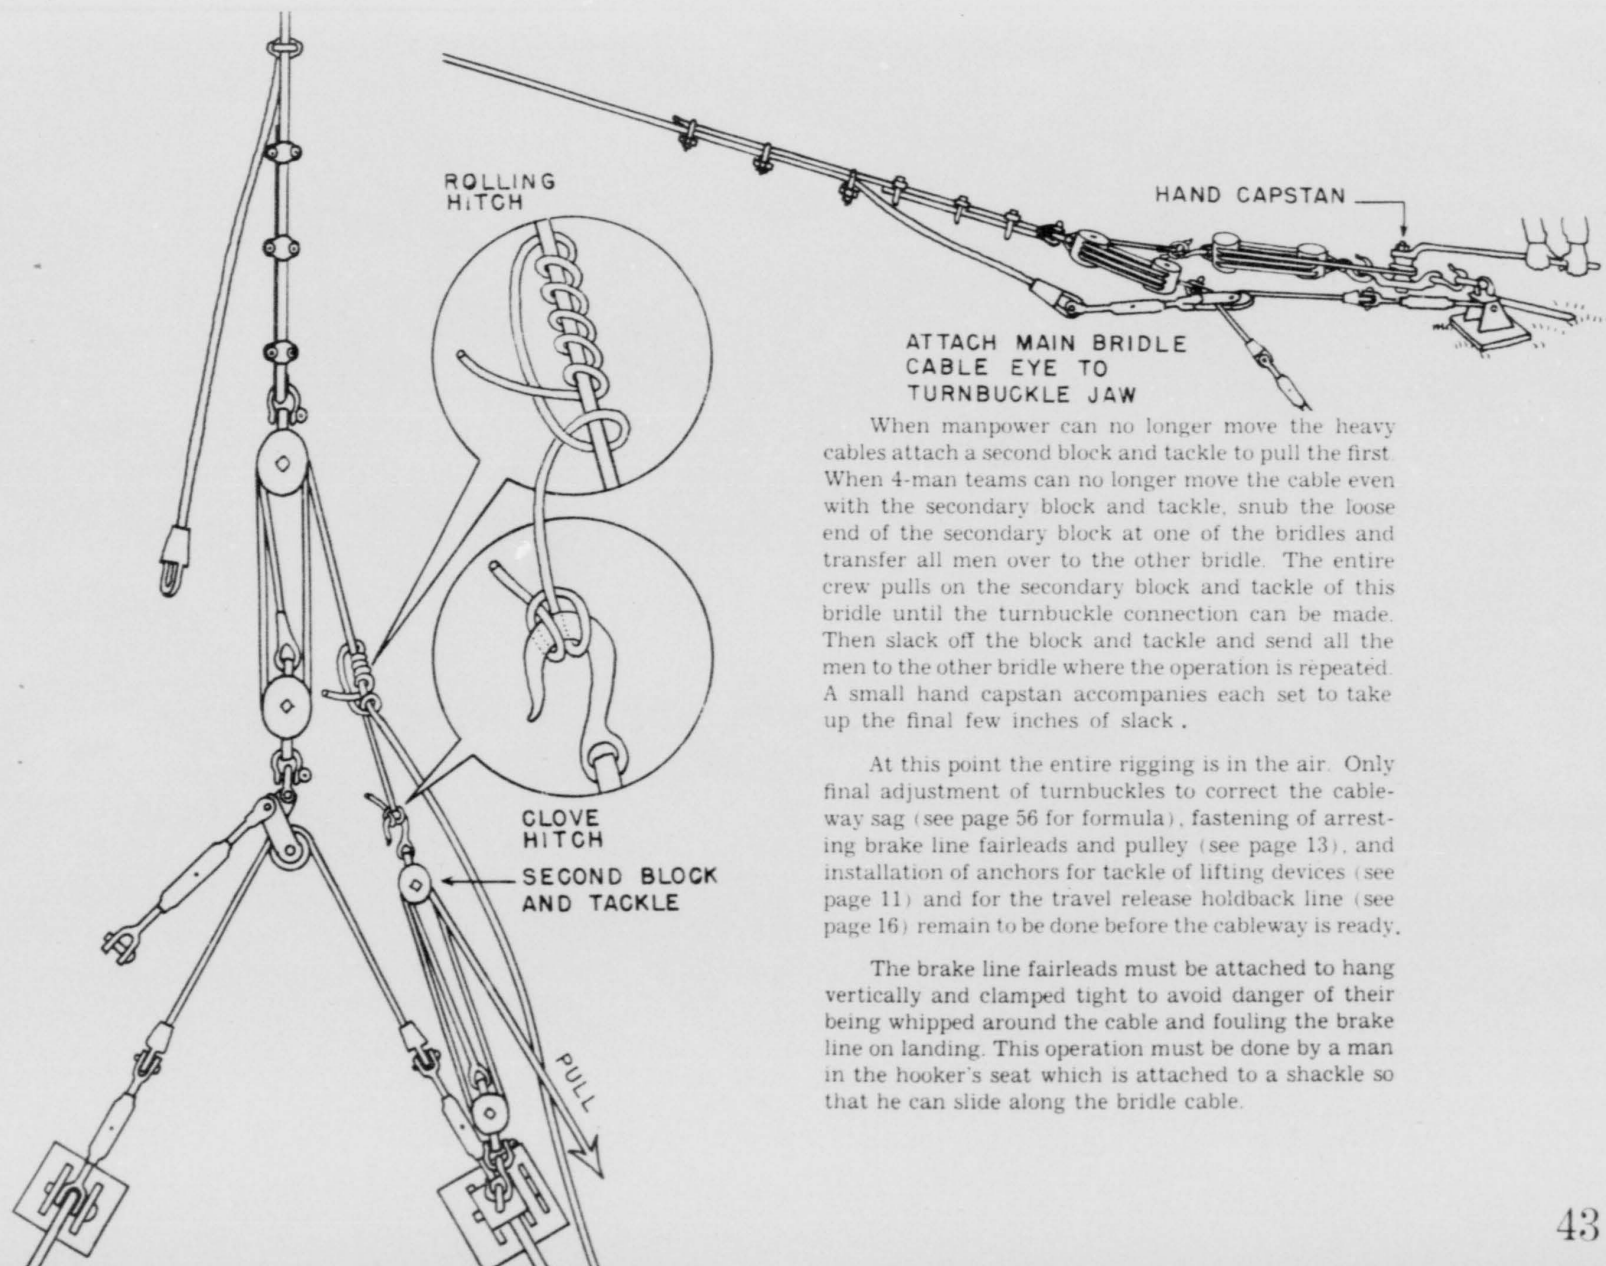 ROLLING
HITCH
HAND CAPSTAN
ATTACH MAIN BRIDLE
CABLE EYE TO
TURNBUCKLE JAW
CLOVE
HITCH
SECOND BLOCK
AND TACKLE
PULL
When manpower can no longer move the heavy
cables attach a second block and tackle to pull the first.
When 4-man teams can no longer move the cable even
with the secondary block and tackle, snub the loose
end of the secondary block at one of the bridles and
transfer all men over to the other bridle. The entire
crew pulls on the secondary block and tackle of this
bridle until the turnbuckle connection can be made.
Then slack off the block and tackle and send all the
men to the other bridle where the operation is repeated.
A small hand capstan accompanies each set to take
up the final few inches of slack .
At this point the entire rigging is in the air. Only
final adjustment of turnbuckles to correct the cable-
way sag (see page 56 for formula), fastening of arrest-
ing brake line fairleads and pulley (see page 13), and
installation of anchors for tackle of lifting devices (see
page 11) and for the travel release holdback line (see
page 16) remain to be done before the cableway is ready.
The brake line fairleads must be attached to hang
vertically and clamped tight to avoid danger of their
being whipped around the cable and fouling the brake
line on landing. This operation must be done by a man
in the hooker's seat which is attached to a shackle so
that he can slide along the bridle cable.
43